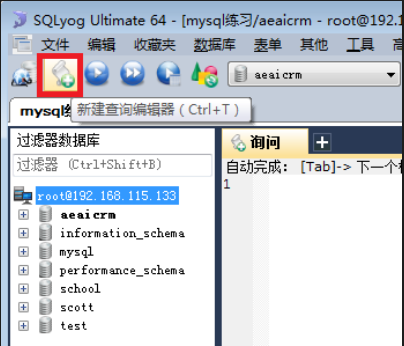 SQLyog Ultimate 64 - [mysql练习/aeaicrm - root@192.1
文件 编辑 收藏夹 数据库 表单 其他 工具 高
aeaicrm
mysql练 新建查询编辑器（Ctrl+T）
过滤器数据库
过滤器 (Ctrl+Shift+B)
root@192.168.115.133
aeaicrm
information_schema
mysql
performance_schema
school
scott
test
询问
自动完成: [Tab]-> 下一个标
1